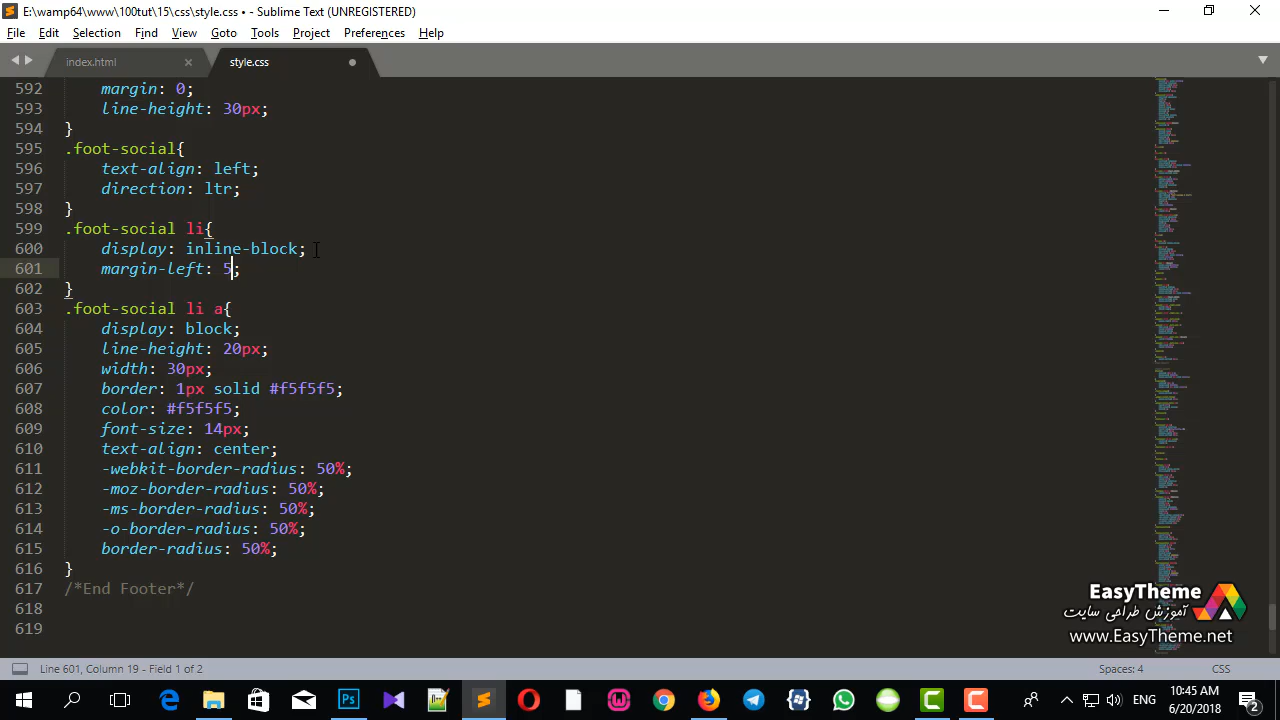 E:\wamp64\www\100tut\15\css\style.css • - Sublime Text (UNREGISTERED)
File Edit Selection Find View Goto Tools Project Preferences Help
index.html × style.css
592 margin: 0;
593 line-height: 30px;
594 }
595 .foot-social{
596 text-align: left;
597 direction: ltr;
598 }
599 .foot-social li{
600 display: inline-block;
601 margin-left: 5;
602 }
603 .foot-social li a{
604 display: block;
605 line-height: 20px;
606 width: 30px;
607 border: 1px solid #f5f5f5;
608 color: #f5f5f5;
609 font-size: 14px;
610 text-align: center;
611 -webkit-border-radius: 50%;
612 -moz-border-radius: 50%;
613 -ms-border-radius: 50%;
614 -o-border-radius: 50%;
615 border-radius: 50%;
616 }
617 /*End Footer*/
618
619
EasyTheme
آموزش طراحی سایت
www.EasyTheme.net
Line 601, Column 19 - Field 1 of 2 Spaces: 4 CSS
ENG
10:45 AM
6/20/2018
2